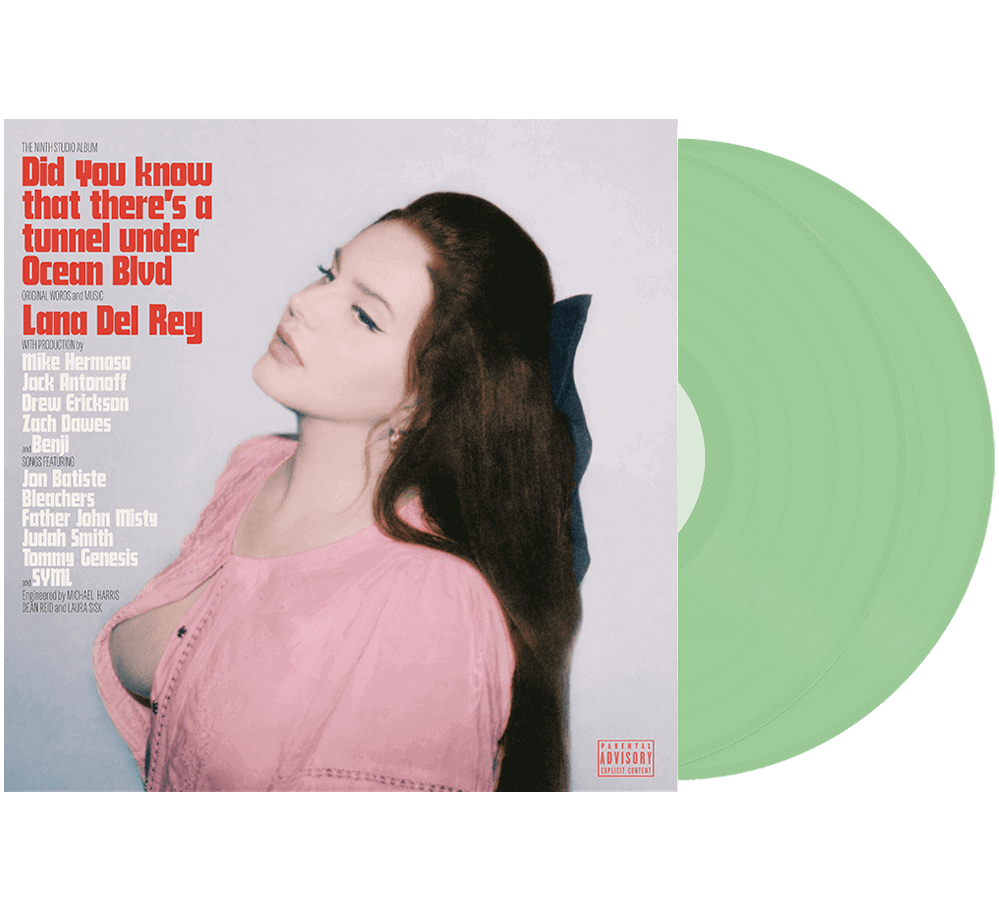 THE NINTH STUDIO ALBUM
Did you know
that there's a
tunnel under
Ocean Blvd
ORIGINAL WORDS and MUSIC
Lana Del Rey
WITH PRODUCTION by
Mike Hermosa
Jack Antonoff
Drew Erickson
Zach Dawes
and Benji
SONGS FEATURING
Jon Batiste
Bleachers
Father John Misty
Judah Smith
Tommy Genesis
and SYML
Engineered by MICHAEL HARRIS
DEAN REID and LAURA SISK
PARENTAL
ADVISORY
EXPLICIT CONTENT